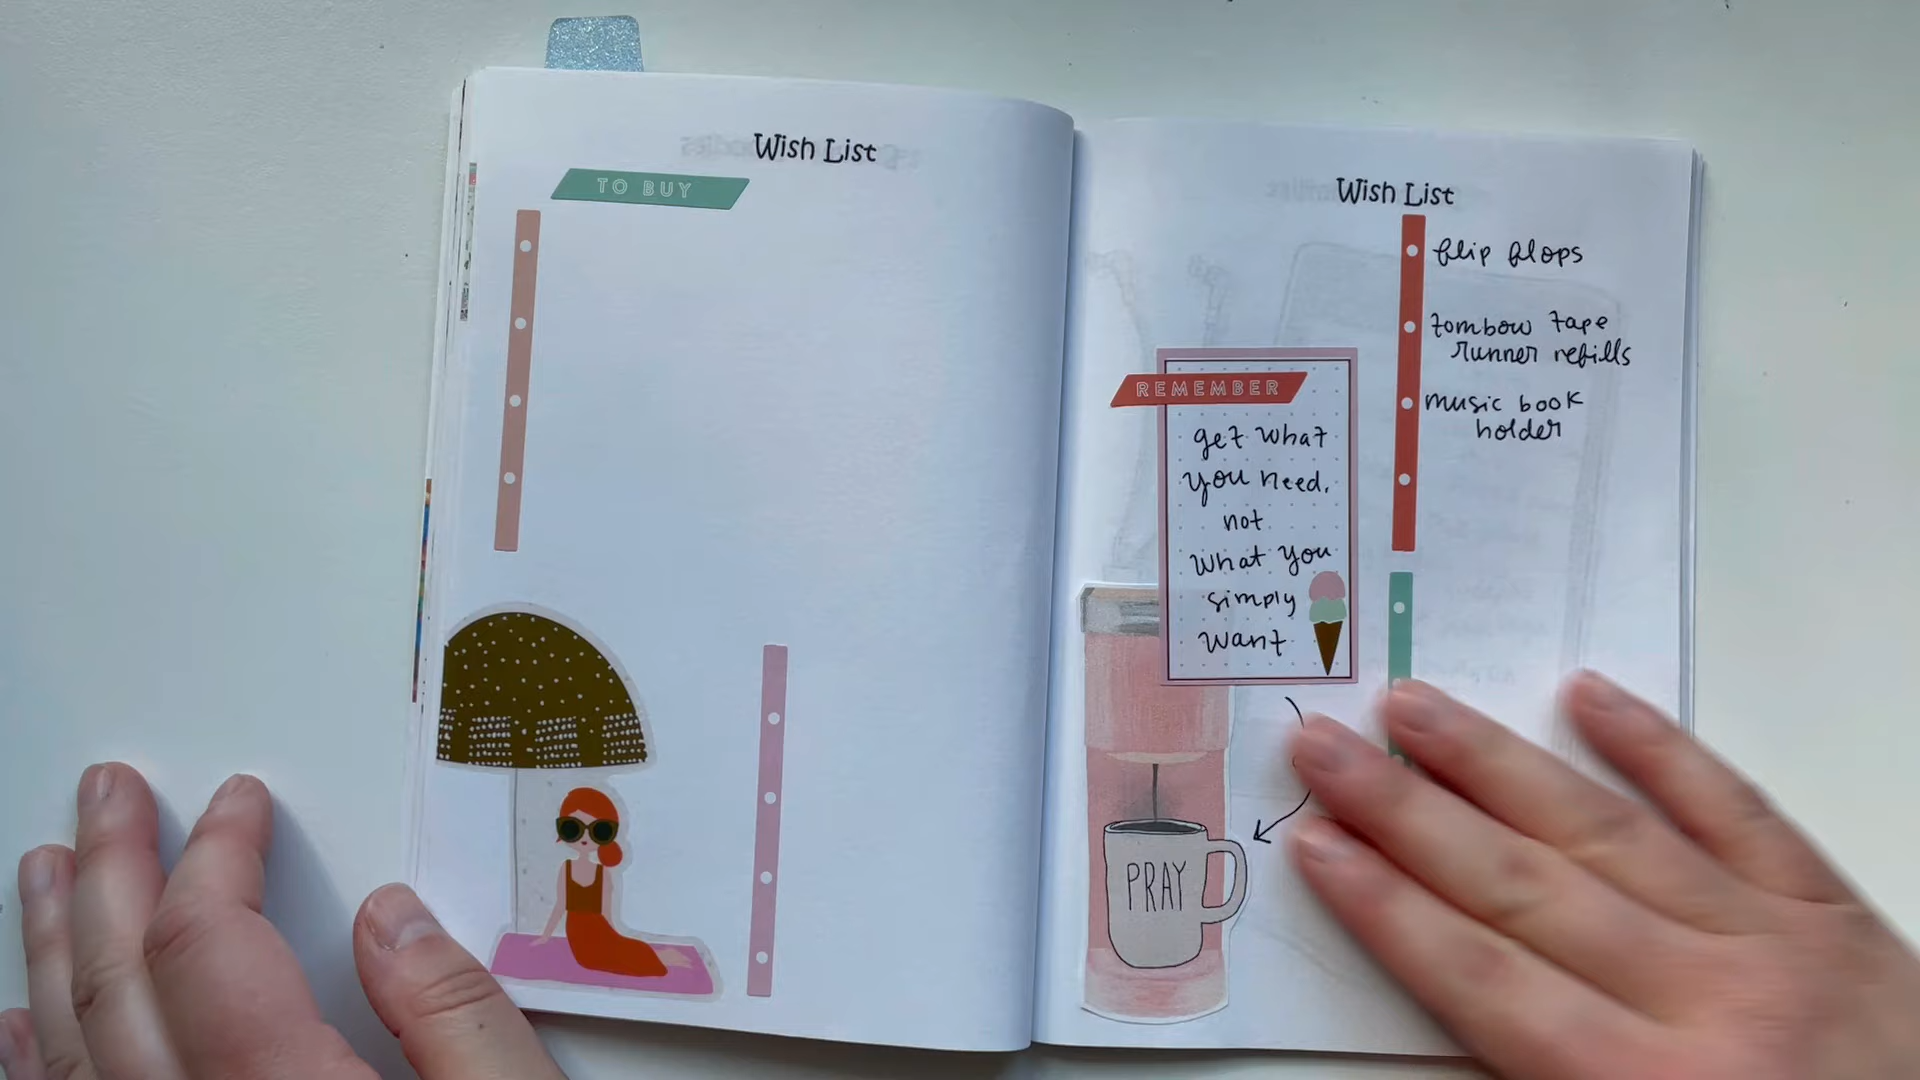 Wish List
TO BUY
Wish List
flip flops
tombow tape
runner refills
music book
holder
REMEMBER
get what
you need,
not
what you
simply
want
PRAY